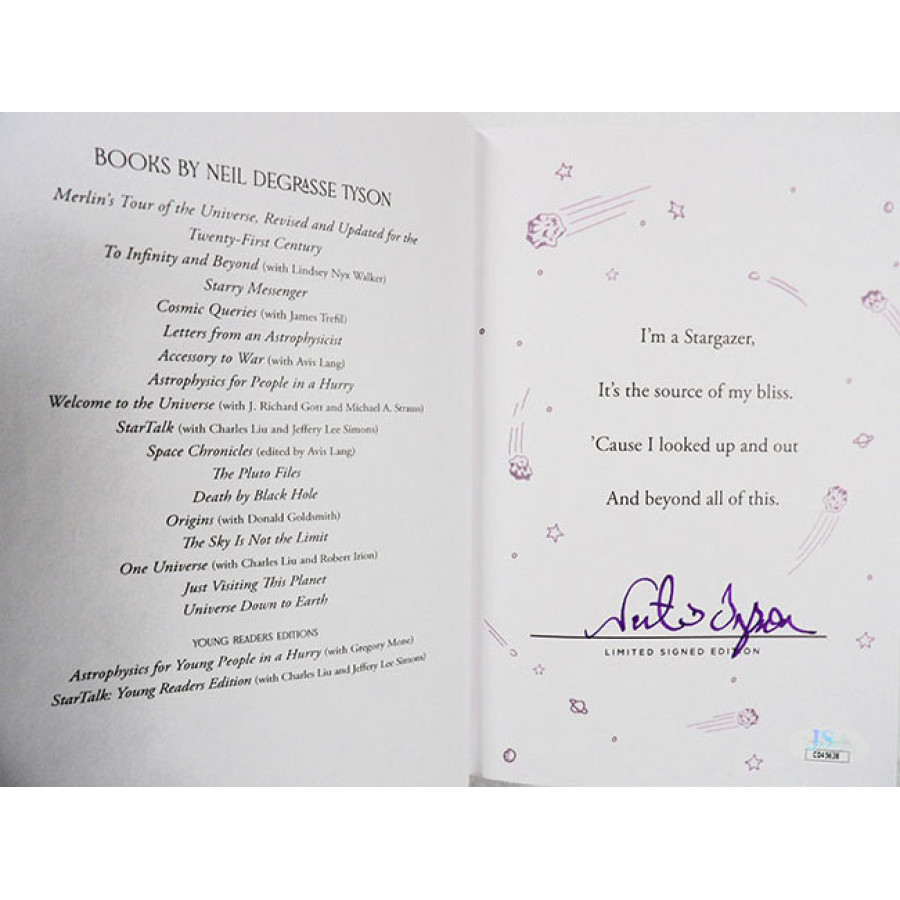 BOOKS BY NEIL DEGRASSE TYSON
Merlin's Tour of the Universe, Revised and Updated for the
Twenty-First Century
To Infinity and Beyond (with Lindsey Nyx Walker)
Starry Messenger
Cosmic Queries (with James Trefil)
Letters from an Astrophysicist
Accessory to War (with Avis Lang)
Astrophysics for People in a Hurry
Welcome to the Universe (with J. Richard Gott and Michael A. Strauss)
StarTalk (with Charles Liu and Jeffery Lee Simons)
Space Chronicles (edited by Avis Lang)
The Pluto Files
Death by Black Hole
Origins (with Donald Goldsmith)
The Sky Is Not the Limit
One Universe (with Charles Liu and Robert Irion)
Just Visiting This Planet
Universe Down to Earth
YOUNG READERS EDITIONS
Astrophysics for Young People in a Hurry (with Gregory Mone)
StarTalk: Young Readers Edition (with Charles Liu and Jeffery Lee Simons)
I'm a Stargazer,
It's the source of my bliss.
'Cause I looked up and out
And beyond all of this.
LIMITED SIGNED EDITION